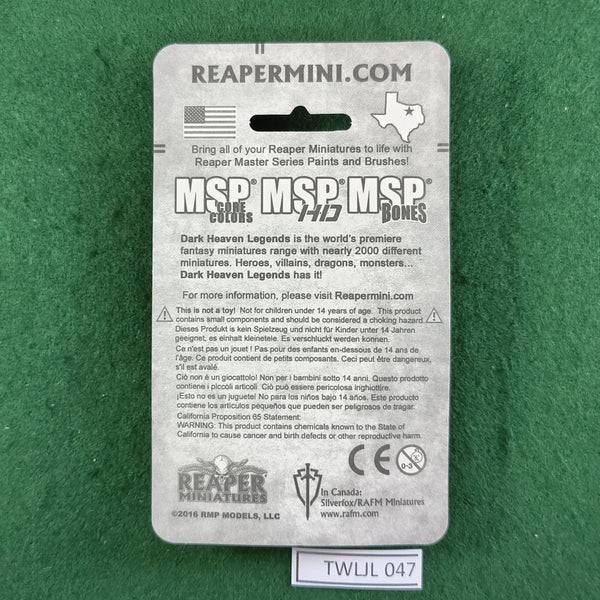 REAPERMINI.COM
Bring all of your Reaper Miniatures to life with
Reaper Master Series Paints and Brushes!
MSP® CORE COLORS MSP® HD MSP® BONES
Dark Heaven Legends is the world's premiere
fantasy miniatures range with nearly 2000 different
miniatures. Heroes, villains, dragons, monsters...
Dark Heaven Legends has it!
For more information, please visit Reapermini.com
This is not a toy! Not for children under 14 years of age. This product
contains small components and should be considered a choking hazard.
Dieses Produkt is kein Spielzeug und nicht für Kinder unter 14 Jahren
geeignet, es einhalt kleinetele. Es verschluckt werden konnen.
Ce n'est pas un jouet ! Pas pour des enfants en-dessous de 14 ans de
l'âge. Ce produit contient de petits composants. Ceci peut être dangereux,
s'il est avalé.
Ciò non è un giocattolo! Non per i bambini sotto 14 anni. Questo prodotto
contiene i piccoli articoli. Ciò può essere pericolosa inghiottire.
¡Esto no es un juguete! No para los niños bajo 14 años. Este producto
contiene los artículos pequeños que pueden ser peligrosos de tragar.
California Proposition 65 Statement:
WARNING: This product contains chemicals known to the State of
California to cause cancer and birth defects or other reproductive harm.
REAPER
MINIATURES
©2016 RMP MODELS, LLC
In Canada:
Silverfox/RAFM Miniatures
www.rafm.com
CE
0-3
TWLJL 047